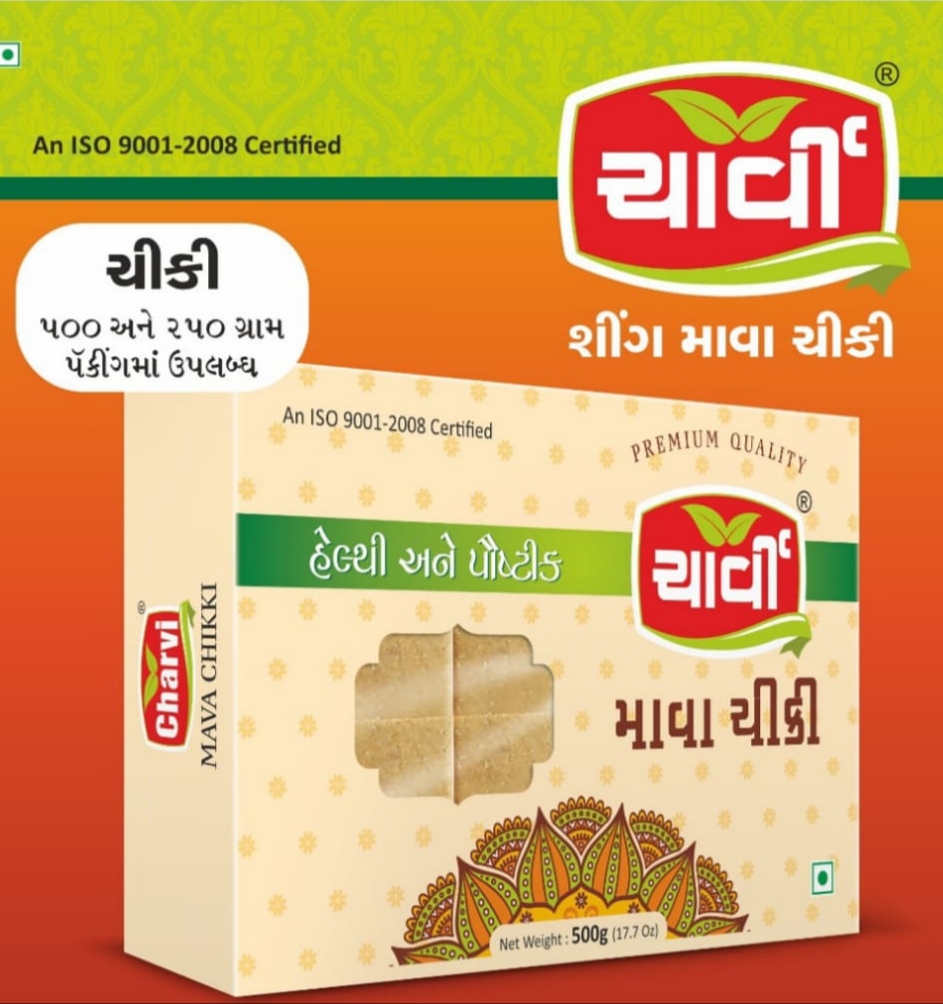 An ISO 9001-2008 Certified
®
ચાર્વી
ચીકી
૫૦૦ અને ૨૫૦ ગ્રામ
પૅકીંગમાં ઉપલબ્ધ
શીંગ માવા ચીકી
An ISO 9001-2008 Certified
PREMIUM QUALITY
®
હેલ્થી અને પૌષ્ટીક
ચાર્વી
®
Charvi
MAVA CHIKKI
માવા ચીક્કી
Net Weight : 500g (17.7 Oz)